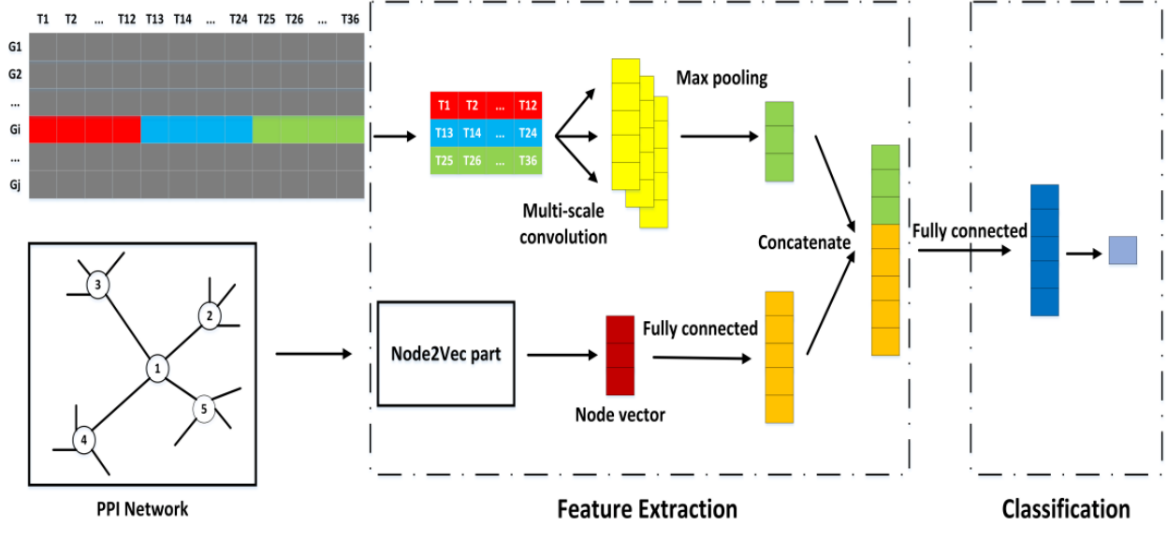 T1 T2 ... T12 T13 T14 ... T24 T25 T26 ... T36
G1
G2
...
Gi
...
Gj
T1 T2 ... T12
T13 T14 ... T24
T25 T26 ... T36
Multi-scale
convolution
Max pooling
Concatenate
Fully connected
1
2
3
4
5
PPI Network
Node2Vec part
Node vector
Fully connected
Feature Extraction
Classification